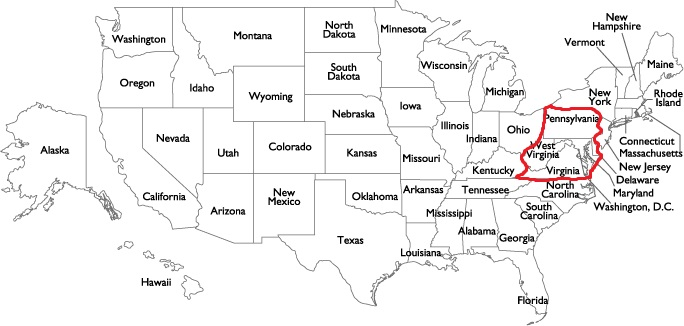 New
Hampshire
Vermont
Washington
Montana
North
Dakota
Minnesota
Maine
Oregon
Idaho
South
Dakota
Wisconsin
Michigan
New
York
Rhode
Island
Wyoming
Nebraska
Iowa
Pennsylvania
Nevada
Utah
Colorado
Kansas
Illinois
Indiana
Ohio
West
Virginia
Connecticut
Massachusetts
Alaska
Missouri
Kentucky
Virginia
New Jersey
Delaware
Maryland
Washington, D.C.
California
Arizona
New
Mexico
Oklahoma
Arkansas
Tennessee
North
Carolina
South
Carolina
Mississippi
Alabama
Georgia
Texas
Louisiana
Hawaii
Florida